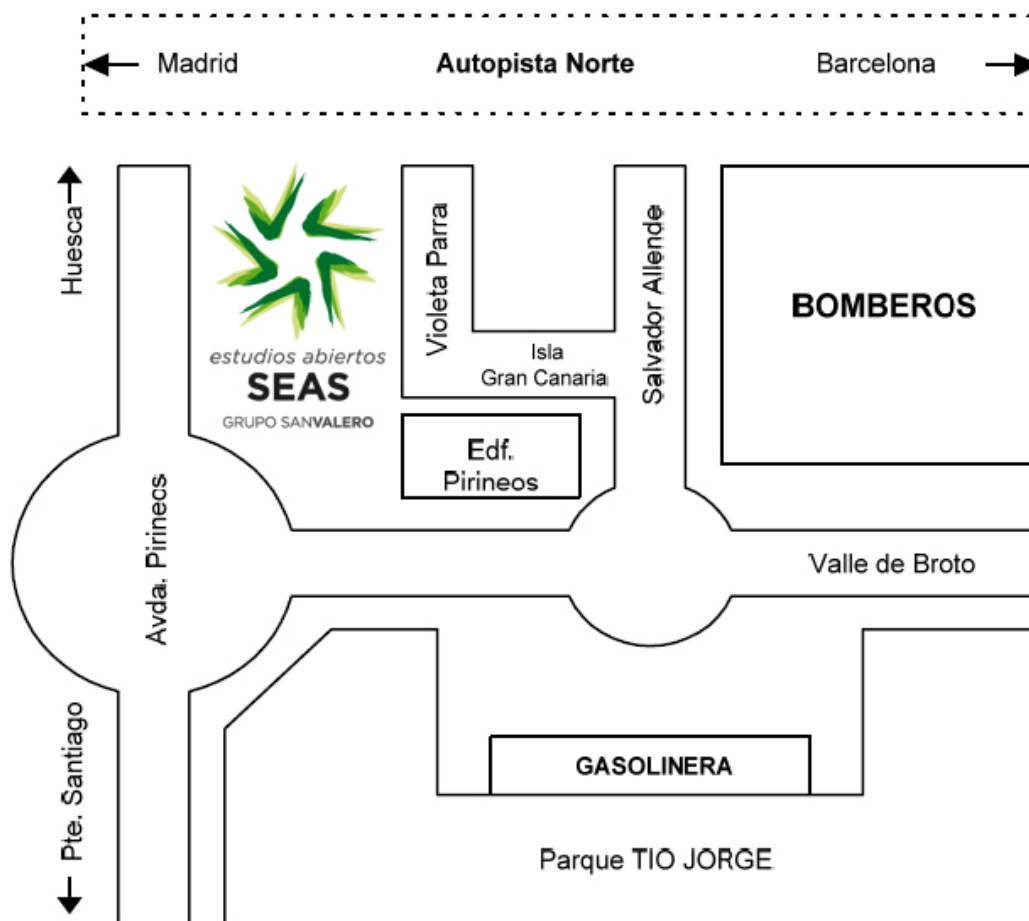 Madrid
Autopista Norte
Barcelona
Huesca
estudios abiertos
SEAS
GRUPO SANVALERO
Violeta Parra
Isla
Gran Canaria
Salvador Allende
BOMBEROS
Edf.
Pirineos
Avda. Pirineos
Valle de Broto
Pte. Santiago
GASOLINERA
Parque TIO JORGE